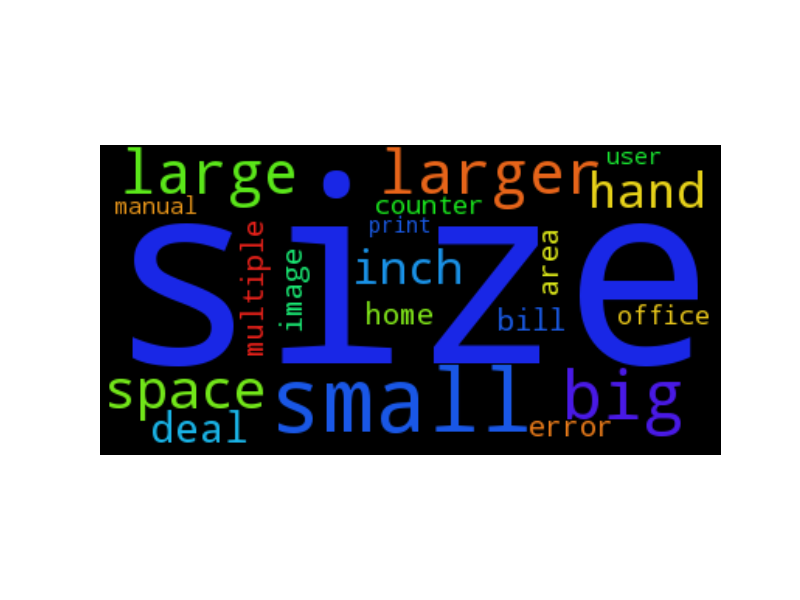 large
larger
user
hand
manual
counter
print
size
multiple
image
inch
area
home
bill
office
space
small
big
deal
error